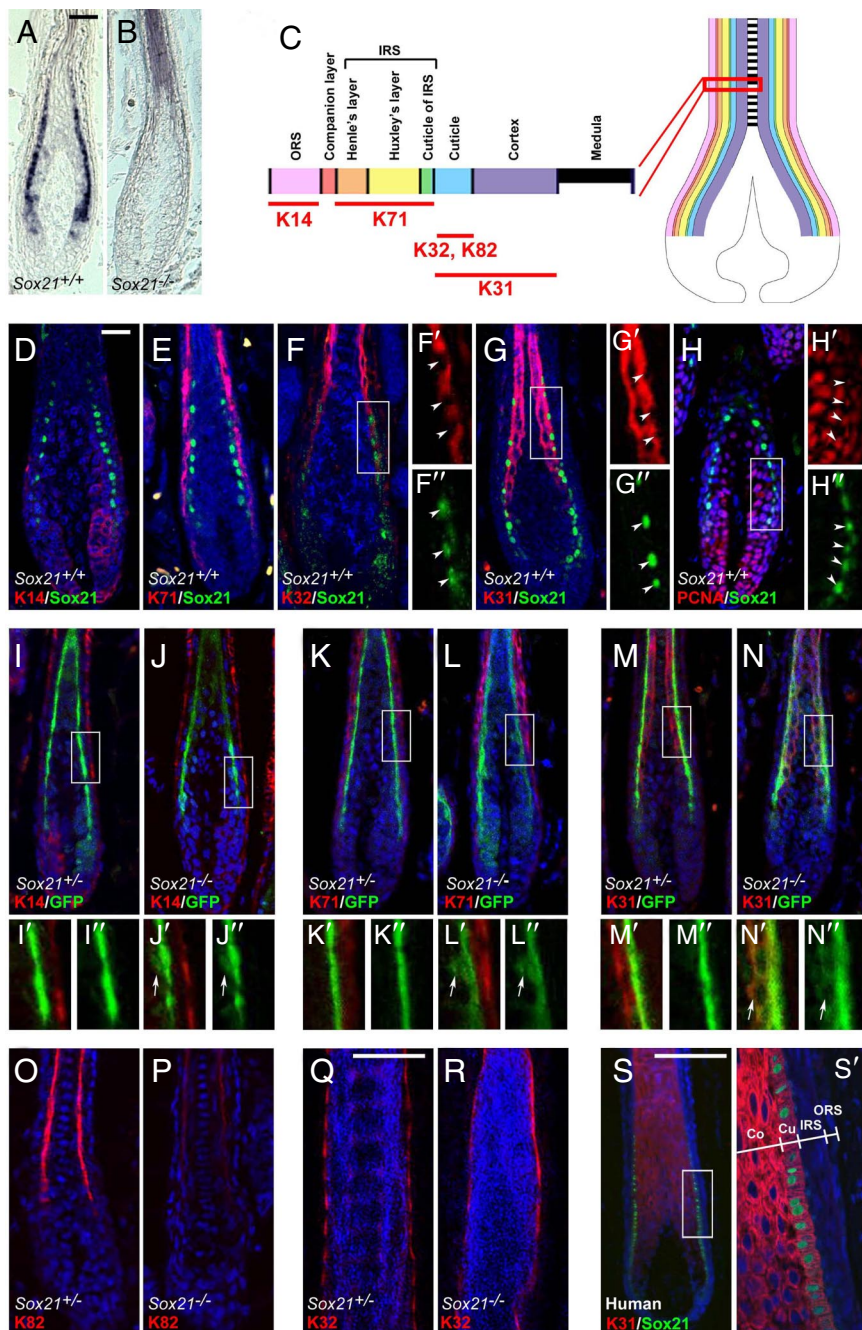 A
Sox21+/+
B
Sox21-/-
C
IRS
ORS
Companion layer
Henle's layer
Huxley's layer
Cuticle of IRS
Cuticle
Cortex
Medula
K14
K71
K32, K82
K31
D
Sox21+/+
K14/Sox21
E
Sox21+/+
K71/Sox21
F
Sox21+/+
K32/Sox21
F′
F″
G
Sox21+/+
K31/Sox21
G′
G″
H
Sox21+/+
PCNA/Sox21
H′
H″
I
Sox21+/-
K14/GFP
J
Sox21-/-
K14/GFP
K
Sox21+/-
K71/GFP
L
Sox21-/-
K71/GFP
M
Sox21+/-
K31/GFP
N
Sox21-/-
K31/GFP
I′
I″
J′
J″
K′
K″
L′
L″
M′
M″
N′
N″
O
Sox21+/-
K82
P
Sox21-/-
K82
Q
Sox21+/-
K32
R
Sox21-/-
K32
S
Human
K31/Sox21
S′
Co
Cu
IRS
ORS